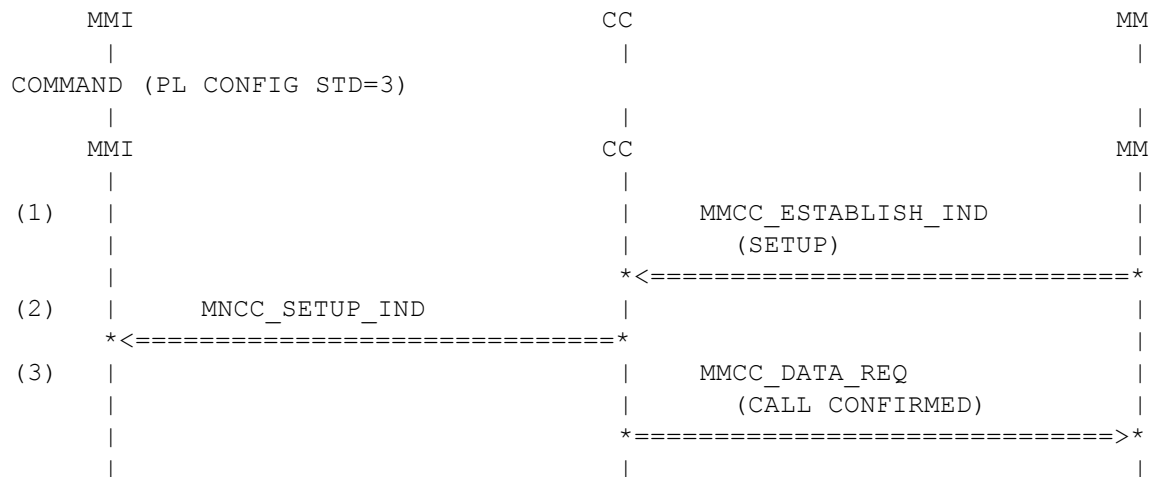 MMI CC MM
COMMAND (PL CONFIG STD=3)
MMI CC MM
(1) MMCC_ESTABLISH_IND
(SETUP)
(2) MNCC_SETUP_IND
(3) MMCC_DATA_REQ
(CALL CONFIRMED)